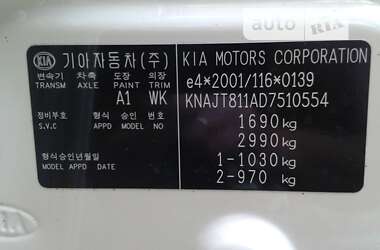 KIA 기아자동차(주) KIA MOTORS CORPORATION
변속기 차축 도장 외장
TRANSM AXLE PAINT TRIM
A1 WK
e4*2001/116*0139
KNAJT811AD7510554
정비부호 형식 승인 번호
S.V.C MODEL APPD NO
1690 kg
2990 kg
형식승인년월일
MODEL APPD DATE
1-1030 kg
2-970 kg
AUTO RIA